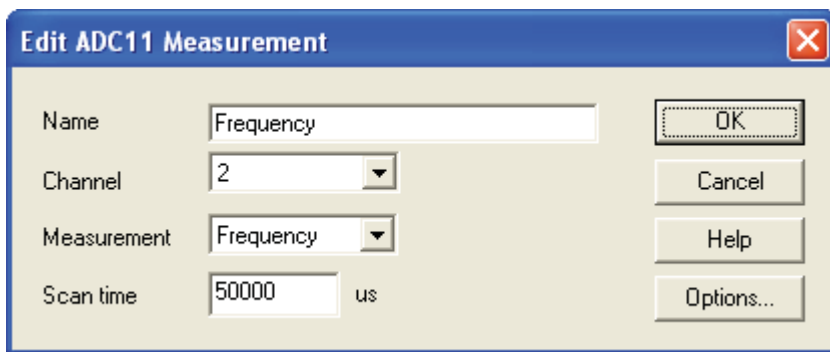 Edit ADC11 Measurement
Name Frequency OK
Channel 2 Cancel
Measurement Frequency Help
Scan time 50000 us Options...